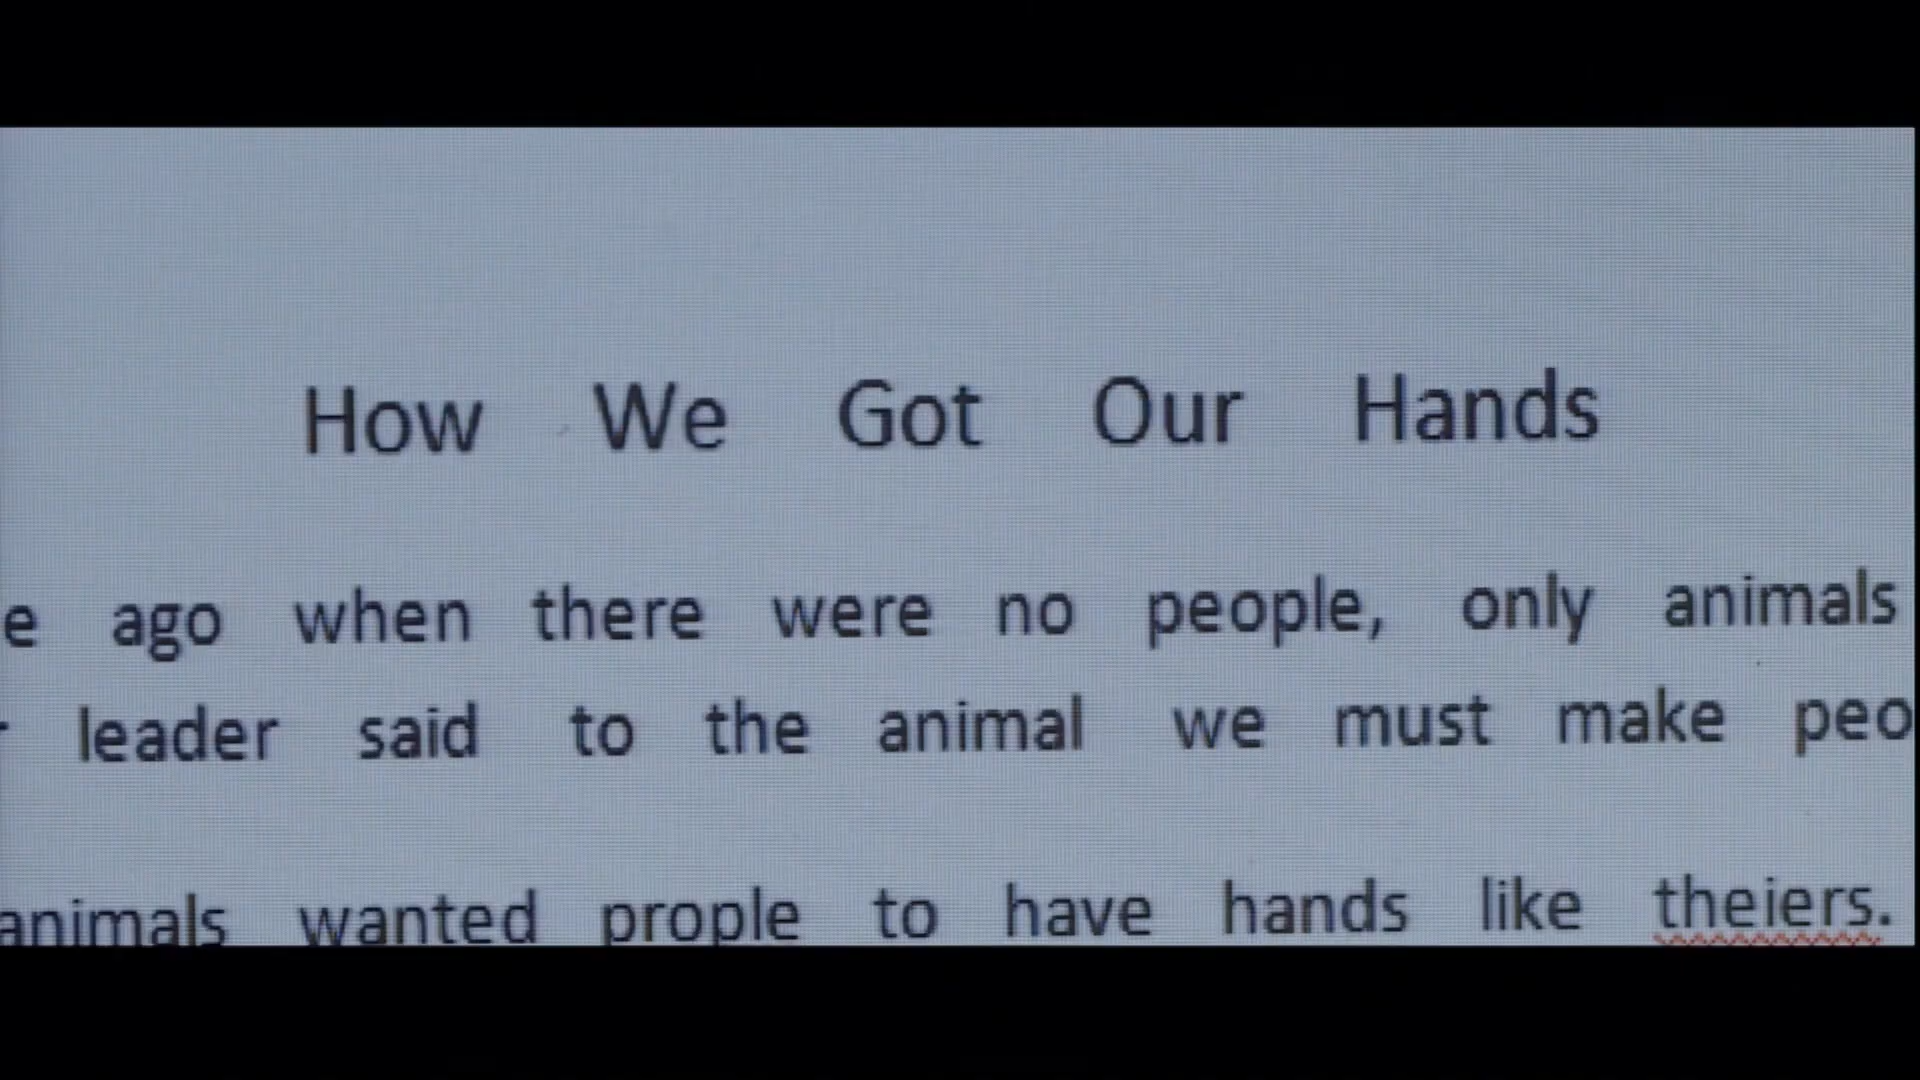 How We Got Our Hands
e ago when there were no people, only animals
leader said to the animal we must make peo
animals wanted prople to have hands like theiers.